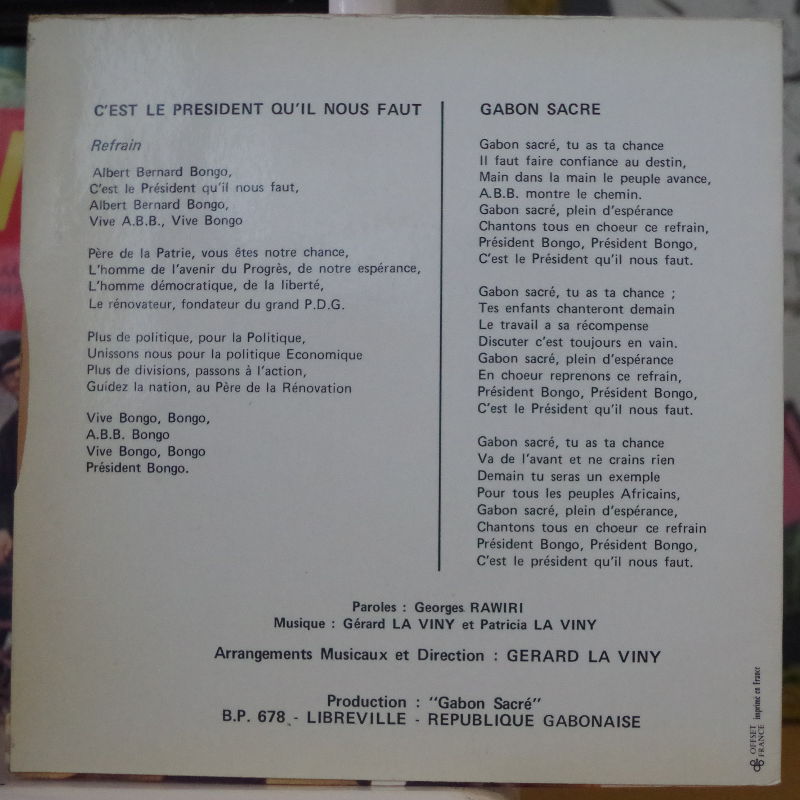 C'EST LE PRESIDENT QU'IL NOUS FAUT
Refrain
Albert Bernard Bongo,
C'est le Président qu'il nous faut,
Albert Bernard Bongo,
Vive A.B.B., Vive Bongo
Père de la Patrie, vous êtes notre chance,
L'homme de l'avenir du Progrès, de notre espérance,
L'homme démocratique, de la liberté,
Le rénovateur, fondateur du grand P.D.G.
Plus de politique, pour la Politique,
Unissons nous pour la politique Economique
Plus de divisions, passons à l'action,
Guidez la nation, au Père de la Rénovation
Vive Bongo, Bongo,
A.B.B. Bongo
Vive Bongo, Bongo
Président Bongo.
GABON SACRE
Gabon sacré, tu as ta chance
Il faut faire confiance au destin,
Main dans la main le peuple avance,
A.B.B. montre le chemin.
Gabon sacré, plein d'espérance
Chantons tous en choeur ce refrain,
Président Bongo, Président Bongo,
C'est le Président qu'il nous faut.
Gabon sacré, tu as ta chance ;
Tes enfants chanteront demain
Le travail a sa récompense
Discuter c'est toujours en vain.
Gabon sacré, plein d'espérance
En choeur reprenons ce refrain,
Président Bongo, Président Bongo,
C'est le Président qu'il nous faut.
Gabon sacré, tu as ta chance
Va de l'avant et ne crains rien
Demain tu seras un exemple
Pour tous les peuples Africains,
Gabon sacré, plein d'espérance,
Chantons tous en choeur ce refrain
Président Bongo, Président Bongo,
C'est le président qu'il nous faut.
Paroles : Georges RAWIRI
Musique : Gérard LA VINY et Patricia LA VINY
Arrangements Musicaux et Direction : GERARD LA VINY
Production : "Gabon Sacré"
B.P. 678 - LIBREVILLE - REPUBLIQUE GABONAISE
OFFSET
FRANCE
imprimé en France